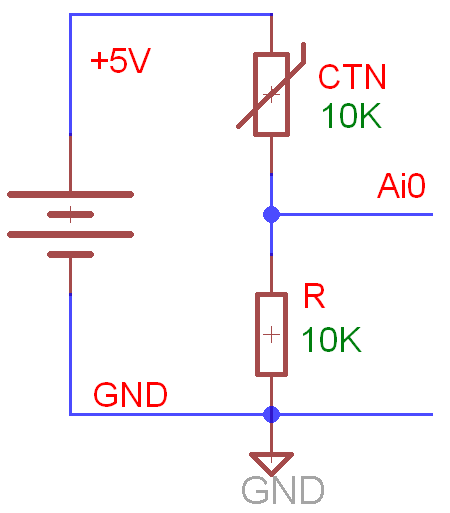 +5V
CTN
10K
Ai0
R
10K
GND
GND